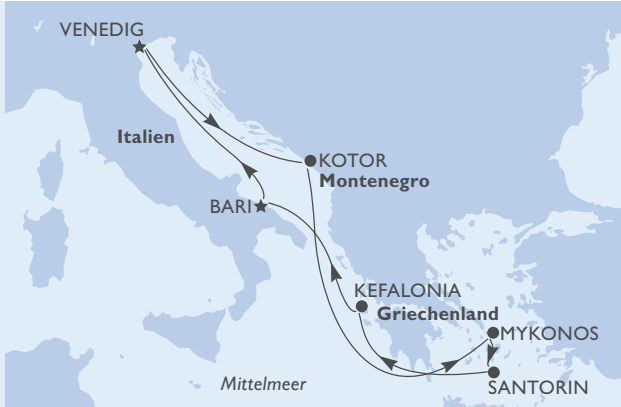 VENEDIG
Italien
KOTOR
Montenegro
BARI
KEFALONIA
Griechenland
MYKONOS
SANTORIN
Mittelmeer